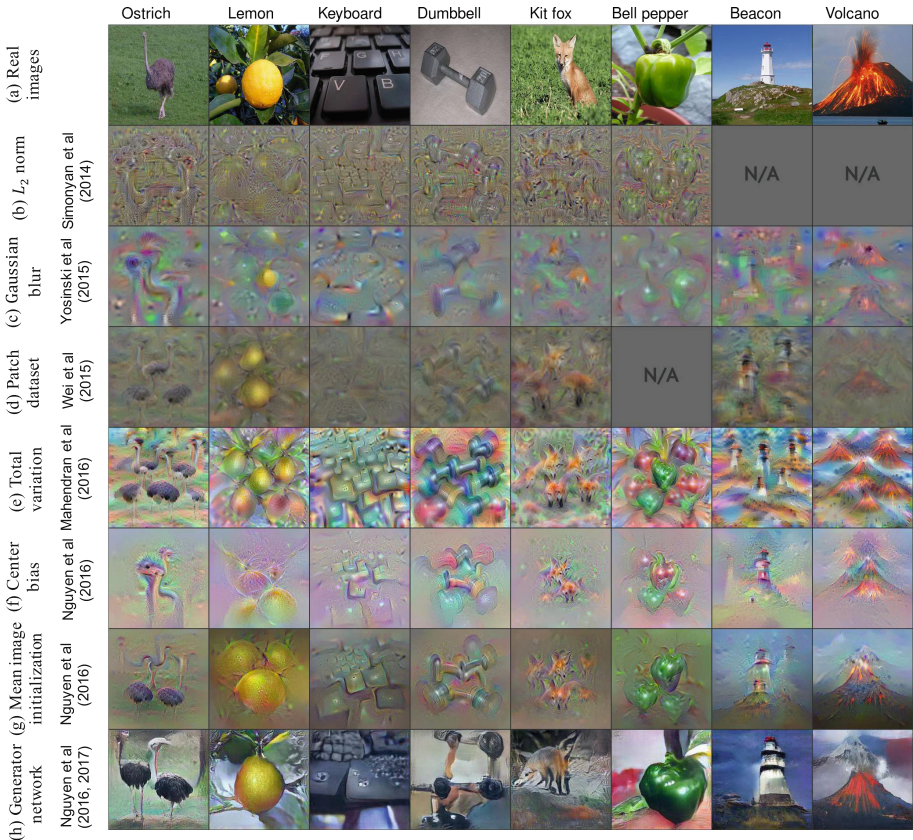 Ostrich Lemon Keyboard Dumbbell Kit fox Bell pepper Beacon Volcano
(a) Real
images
F G H
V B
(b) L₂ norm
Simonyan et al
(2014)
N/A
N/A
(c) Gaussian
blur
Yosinski et al
(2015)
(d) Patch
dataset
Wei et al
(2015)
N/A
(e) Total
variation
Mahendran et al
(2016)
(f) Center
bias
Nguyen et al
(2016)
(g) Mean image
initialization
Nguyen et al
(2016)
(h) Generator
network
Nguyen et al
(2016, 2017)